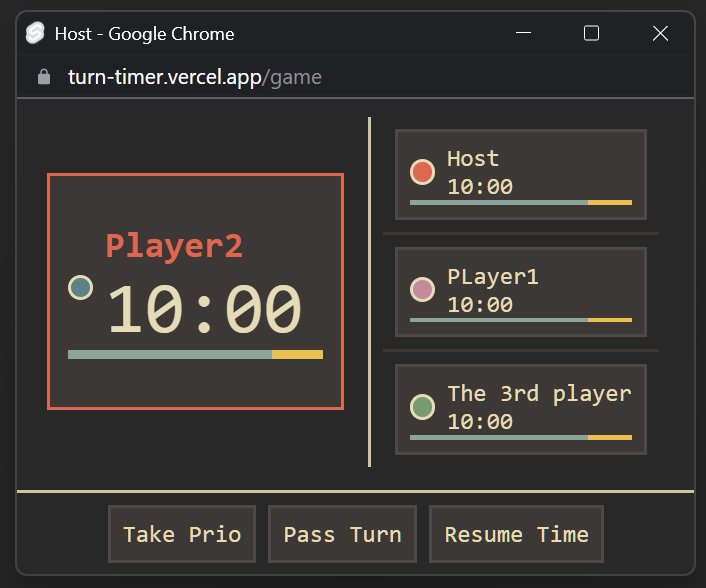 Host - Google Chrome
turn-timer.vercel.app/game
Player2
10:00
Host
10:00
PLayer1
10:00
The 3rd player
10:00
Take Prio
Pass Turn
Resume Time